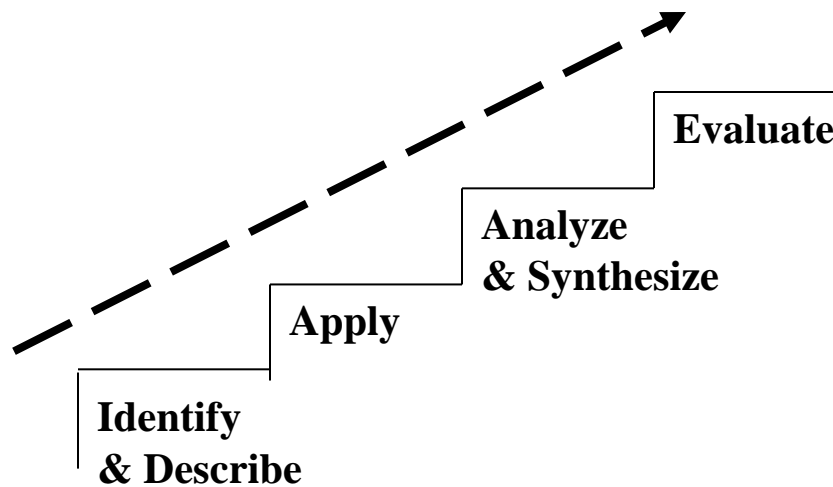 Evaluate
Analyze
& Synthesize
Apply
Identify
& Describe